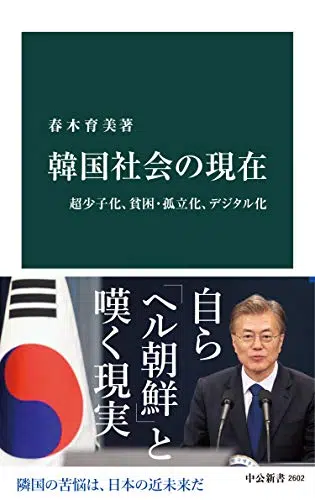 春木育美著
韓国社会の現在
超少子化、貧困・孤立化、デジタル化
自ら
「ヘル朝鮮」と
嘆く現実
隣国の苦悩は、日本の近未来だ
中公新書 2602